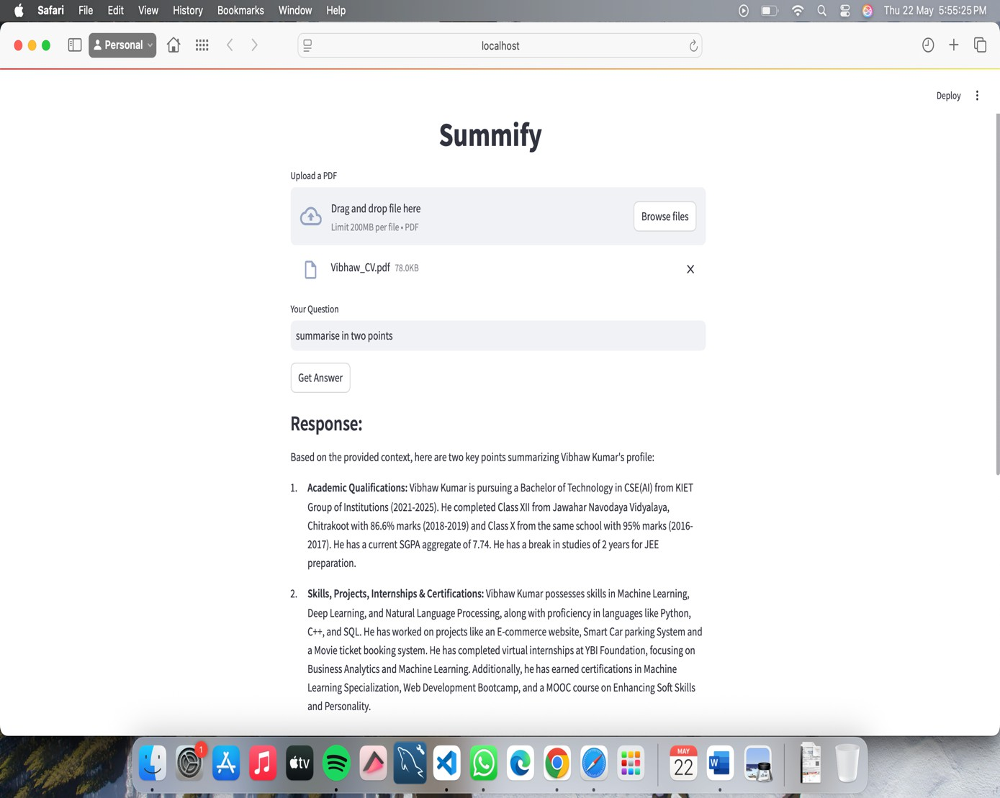 Safari File Edit View History Bookmarks Window Help Thu 22 May 5:55:25 PM
Personal localhost
Deploy
Summify
Upload a PDF
Drag and drop file here
Limit 200MB per file • PDF
Browse files
Vibhaw_CV.pdf 78.0KB
X
Your Question
summarise in two points
Get Answer
Response:
Based on the provided context, here are two key points summarizing Vibhaw Kumar's profile:
1. Academic Qualifications: Vibhaw Kumar is pursuing a Bachelor of Technology in CSE(AI) from KIET
Group of Institutions (2021-2025). He completed Class XII from Jawahar Navodaya Vidyalaya,
Chitrakoot with 86.6% marks (2018-2019) and Class X from the same school with 95% marks (2016-
2017). He has a current SGPA aggregate of 7.74. He has a break in studies of 2 years for JEE
preparation.
2. Skills, Projects, Internships & Certifications: Vibhaw Kumar possesses skills in Machine Learning,
Deep Learning, and Natural Language Processing, along with proficiency in languages like Python,
C++, and SQL. He has worked on projects like an E-commerce website, Smart Car parking System and
a Movie ticket booking system. He has completed virtual internships at YBI Foundation, focusing on
Business Analytics and Machine Learning. Additionally, he has earned certifications in Machine
Learning Specialization, Web Development Bootcamp, and a MOOC course on Enhancing Soft Skills
and Personality.
1
tv
MAY
22
W